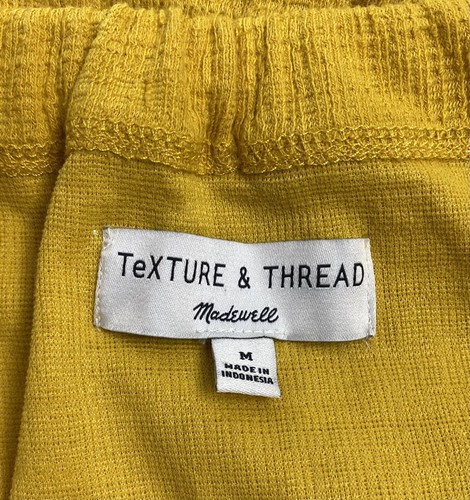 TeXTURE & THREAD
Madewell
M
MADE IN
INDONESIA